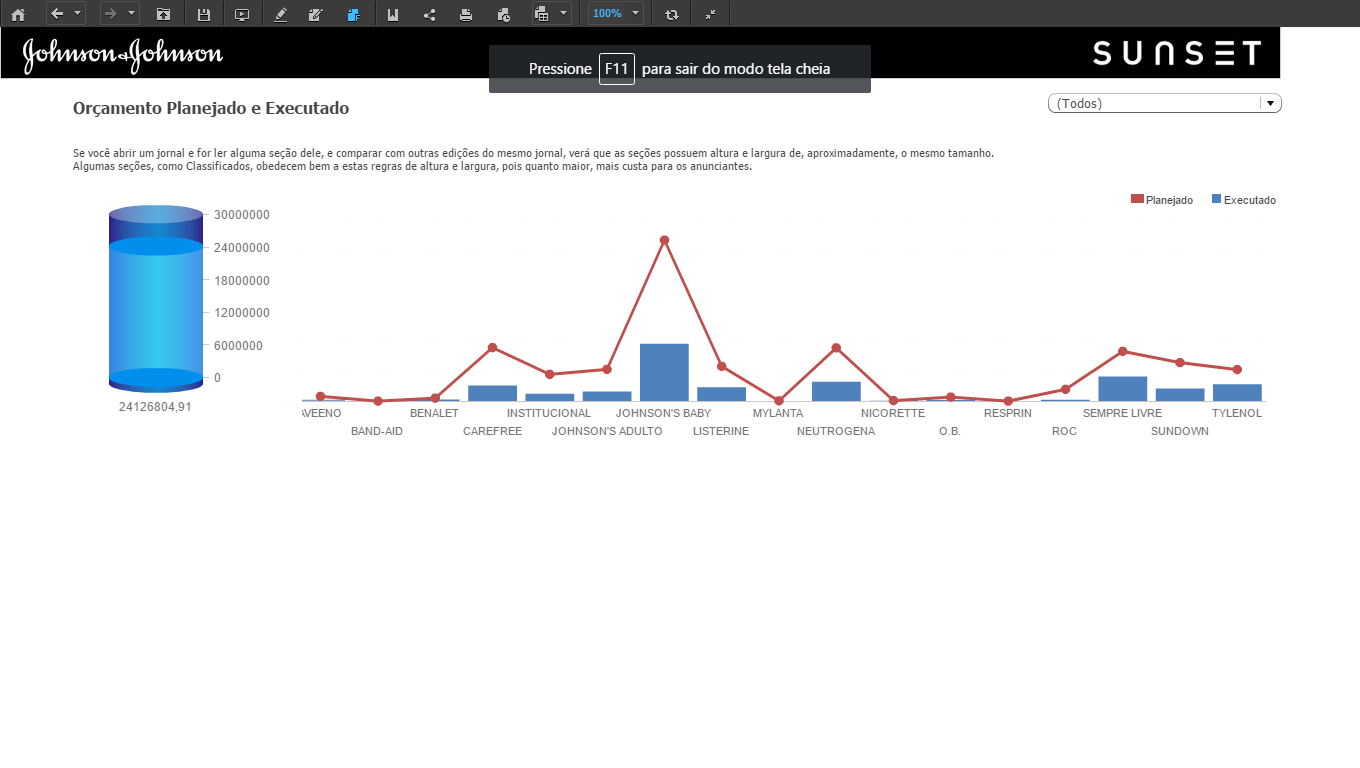 100%
Johnson & Johnson
SUNSET
Pressione F11 para sair do modo tela cheia
Orçamento Planejado e Executado
(Todos)
Se você abrir um jornal e for ler alguma seção dele, e comparar com outras edições do mesmo jornal, verá que as seções possuem altura e largura de, aproximadamente, o mesmo tamanho.
Algumas seções, como Classificados, obedecem bem a estas regras de altura e largura, pois quanto maior, mais custa para os anunciantes.
Planejado Executado
30000000
24000000
18000000
12000000
6000000
0
24126804,91
AVEENO BENALET INSTITUCIONAL JOHNSON'S BABY MYLANTA NICORETTE RESPRIN SEMPRE LIVRE TYLENOL
BAND-AID CAREFREE JOHNSON'S ADULTO LISTERINE NEUTROGENA O.B. ROC SUNDOWN